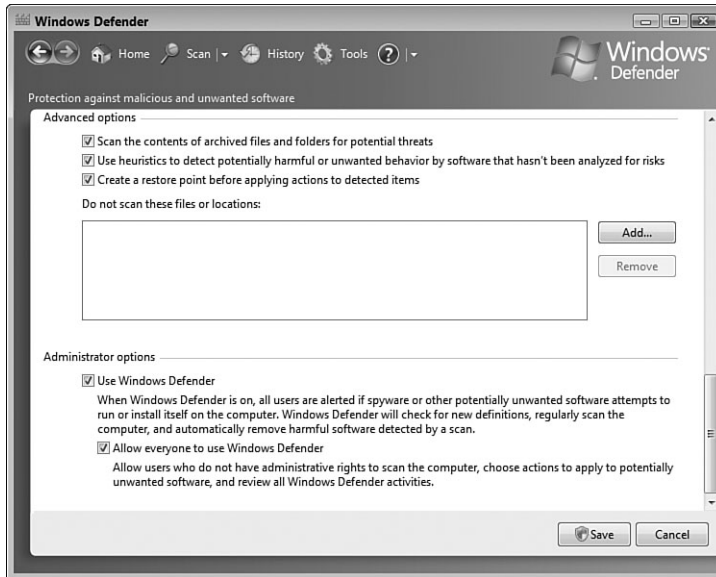 Windows Defender
Home Scan History Tools ?
Windows
Defender
Protection against malicious and unwanted software
Advanced options
Scan the contents of archived files and folders for potential threats
Use heuristics to detect potentially harmful or unwanted behavior by software that hasn't been analyzed for risks
Create a restore point before applying actions to detected items
Do not scan these files or locations:
Add...
Remove
Administrator options
Use Windows Defender
When Windows Defender is on, all users are alerted if spyware or other potentially unwanted software attempts to
run or install itself on the computer. Windows Defender will check for new definitions, regularly scan the
computer, and automatically remove harmful software detected by a scan.
Allow everyone to use Windows Defender
Allow users who do not have administrative rights to scan the computer, choose actions to apply to potentially
unwanted software, and review all Windows Defender activities.
Save Cancel